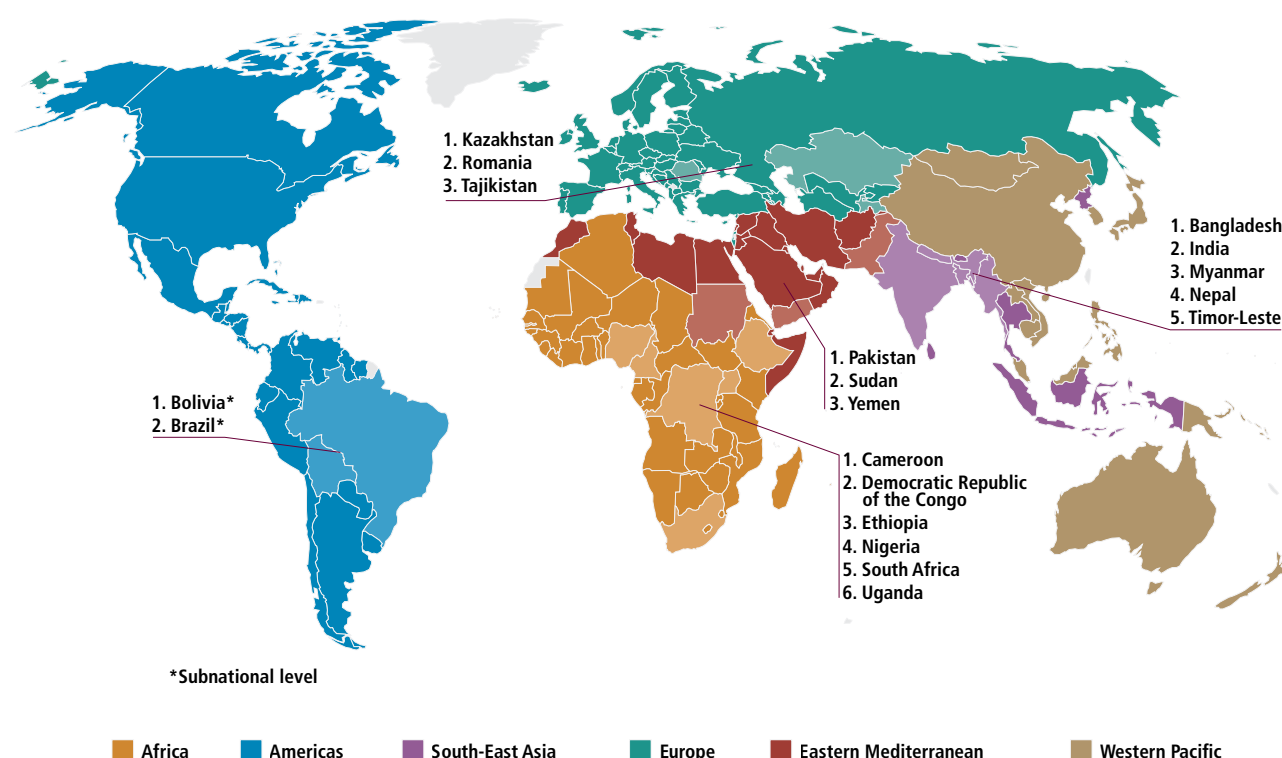 1. Kazakhstan
2. Romania
3. Tajikistan
1. Bangladesh
2. India
3. Myanmar
4. Nepal
5. Timor-Leste
1. Pakistan
2. Sudan
3. Yemen
1. Bolivia*
2. Brazil*
1. Cameroon
2. Democratic Republic
of the Congo
3. Ethiopia
4. Nigeria
5. South Africa
6. Uganda
*Subnational level
Africa
Americas
South-East Asia
Europe
Eastern Mediterranean
Western Pacific